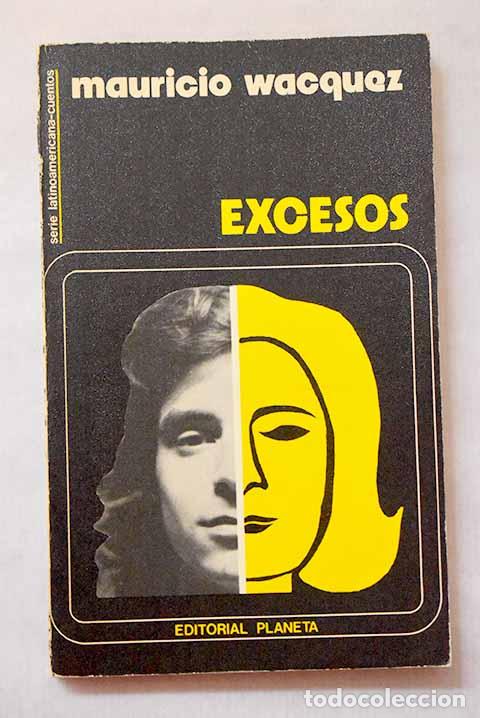 serie latinoamericana-cuentos
mauricio wacquez
EXCESOS
EDITORIAL PLANETA
todocoleccion